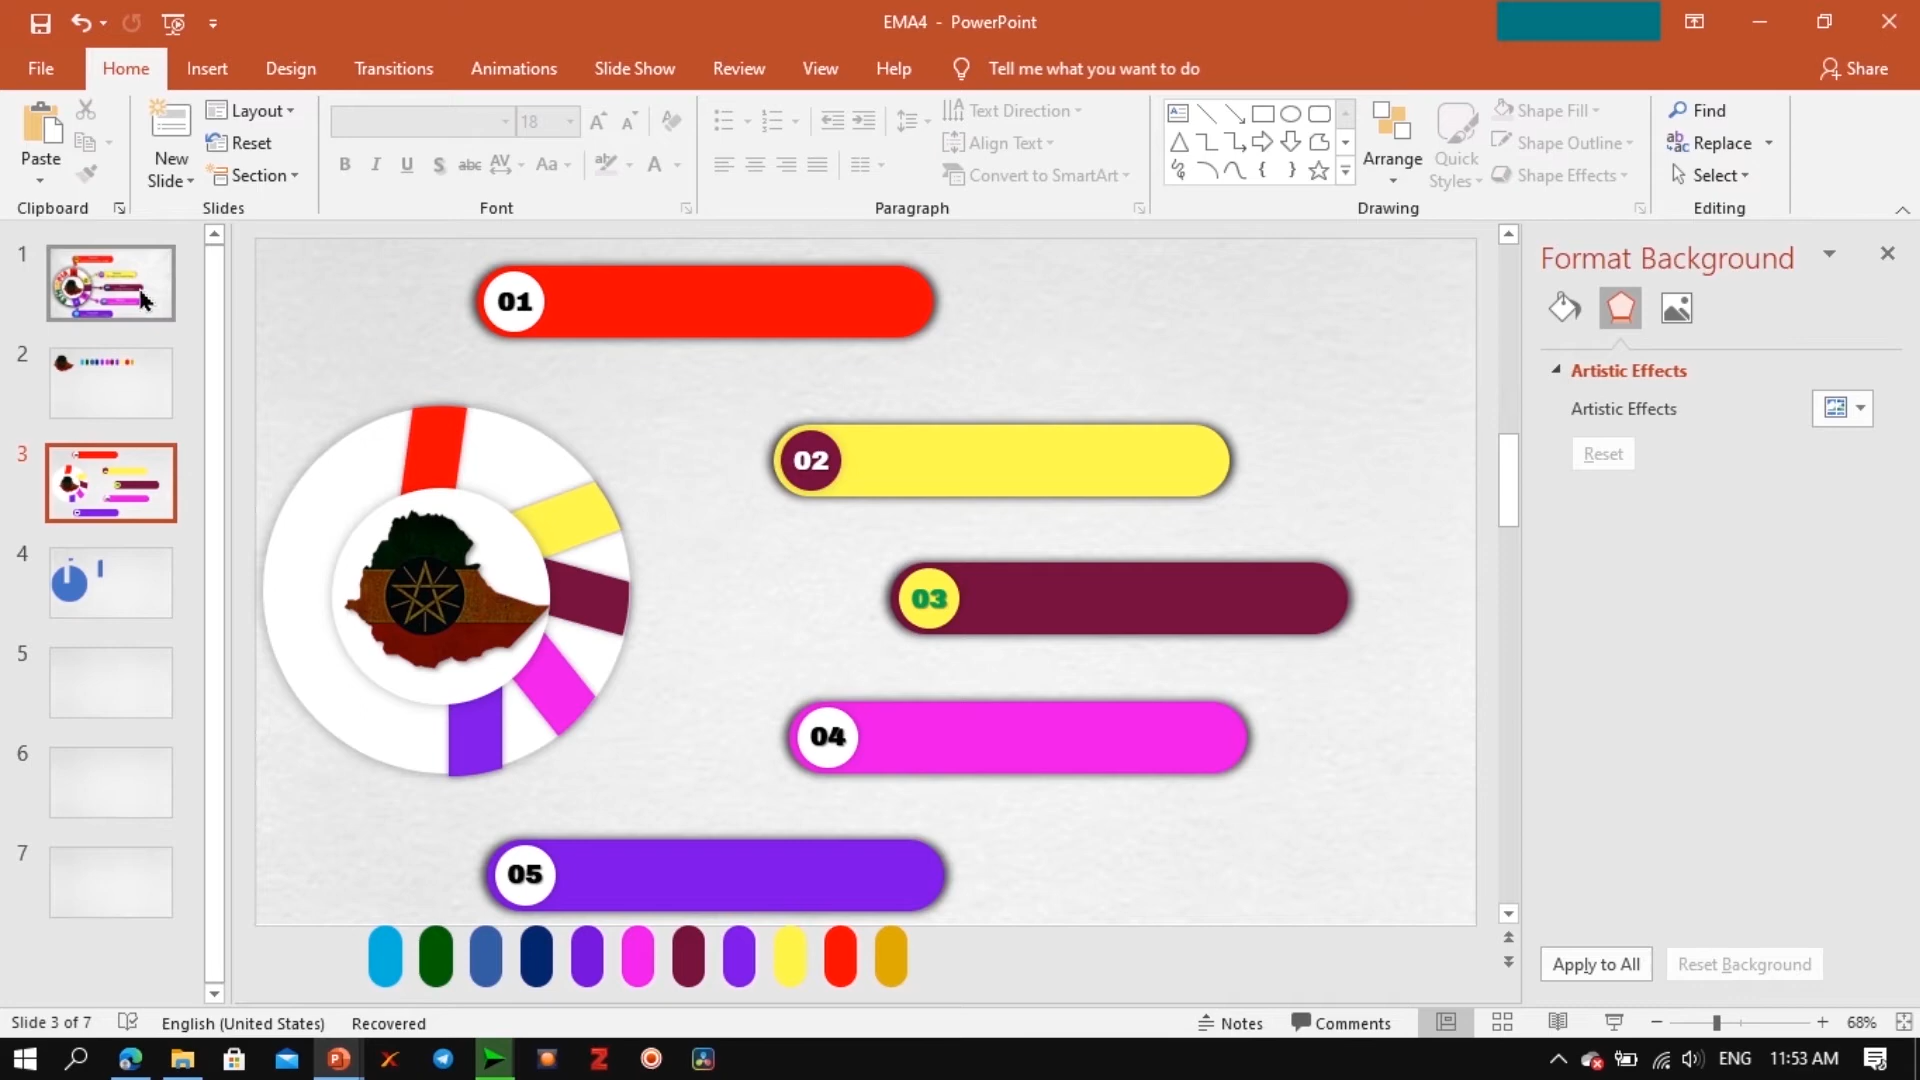 EMA4 - PowerPoint
File Home Insert Design Transitions Animations Slide Show Review View Help Tell me what you want to do Share
Paste
Clipboard
New Slide
Layout
Reset
Section
Slides
18
B I U S abc AV Aa A
Font
Text Direction
Align Text
Convert to SmartArt
Paragraph
Arrange
Quick Styles
Shape Fill
Shape Outline
Shape Effects
Drawing
Find
Replace
Select
Editing
1
2
3
4
5
6
7
01
02
03
04
05
Format Background
Artistic Effects
Artistic Effects
Reset
Apply to All Reset Background
Slide 3 of 7 English (United States) Recovered Notes Comments 68%
ENG 11:53 AM